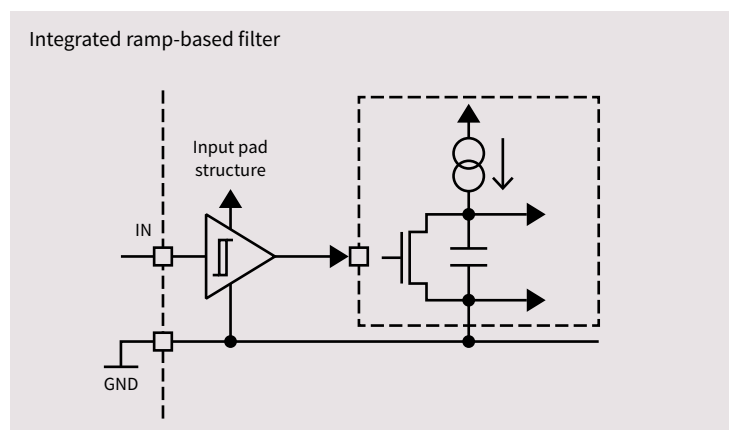 Integrated ramp-based filter
Input pad
structure
IN
GND